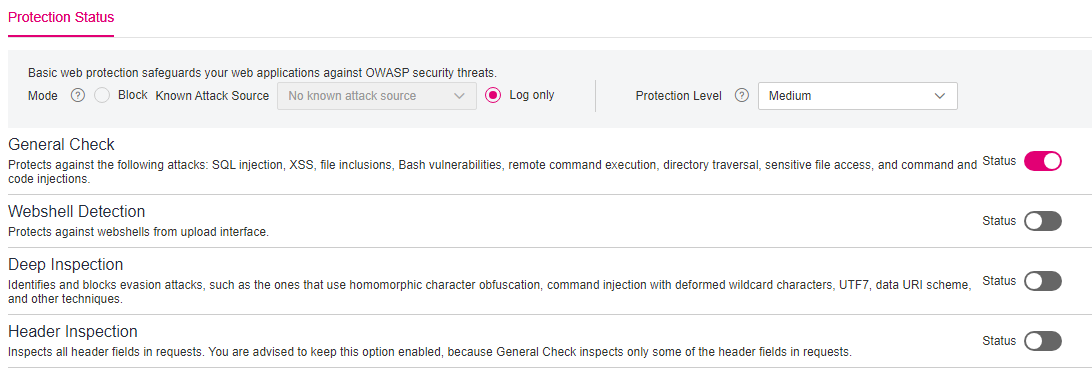 Protection Status
Basic web protection safeguards your web applications against OWASP security threats.
Mode ? Block Known Attack Source No known attack source Log only Protection Level ? Medium
General Check
Protects against the following attacks: SQL injection, XSS, file inclusions, Bash vulnerabilities, remote command execution, directory traversal, sensitive file access, and command and
code injections.
Status
Webshell Detection
Protects against webshells from upload interface.
Status
Deep Inspection
Identifies and blocks evasion attacks, such as the ones that use homomorphic character obfuscation, command injection with deformed wildcard characters, UTF7, data URI scheme,
and other techniques.
Status
Header Inspection
Inspects all header fields in requests. You are advised to keep this option enabled, because General Check inspects only some of the header fields in requests.
Status